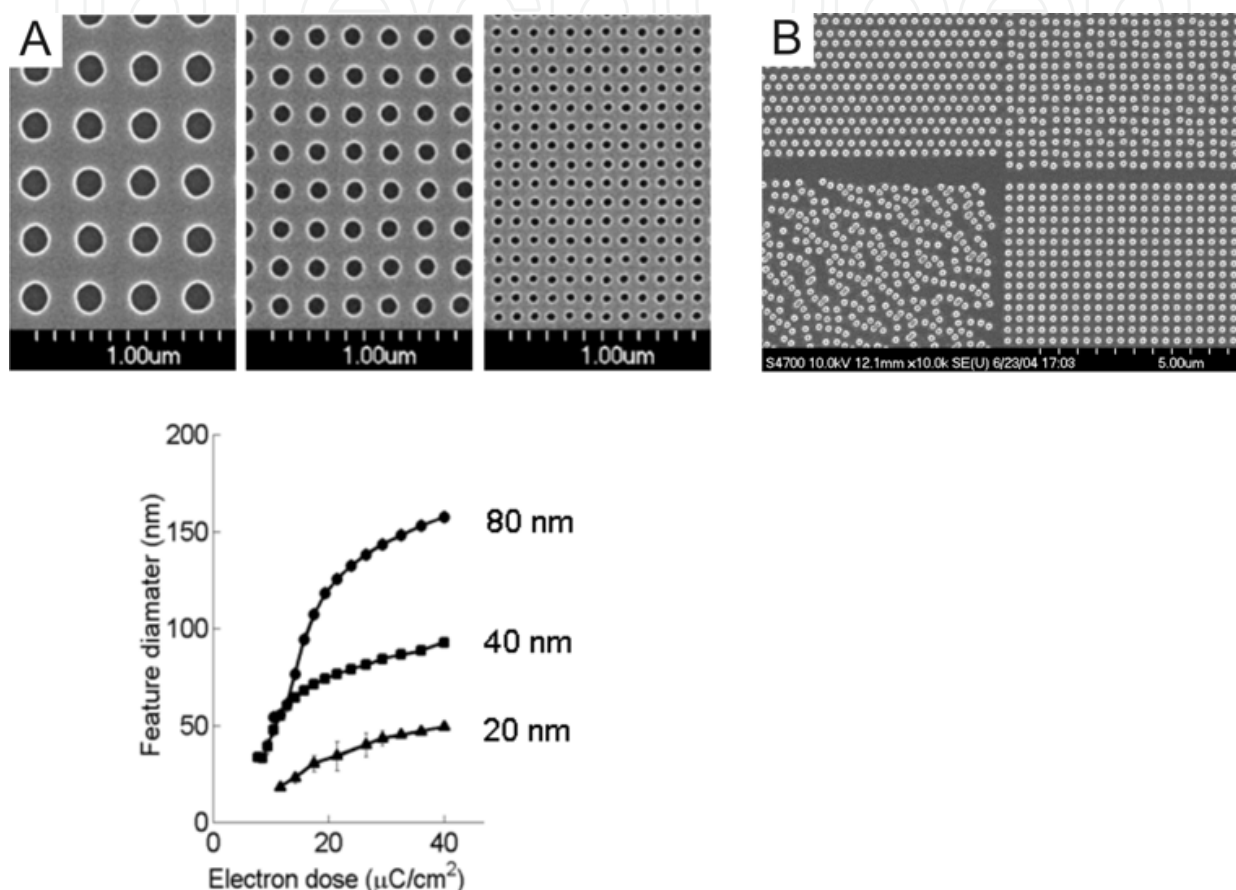 A
B
1.00um
1.00um
1.00um
S4700 10.0kV 12.1mm x10.0k SE(U) 6/23/04 17:03
5.00um
200
150
100
50
0
0
20
40
Feature diamater (nm)
Electron dose (μC/cm²)
80 nm
40 nm
20 nm